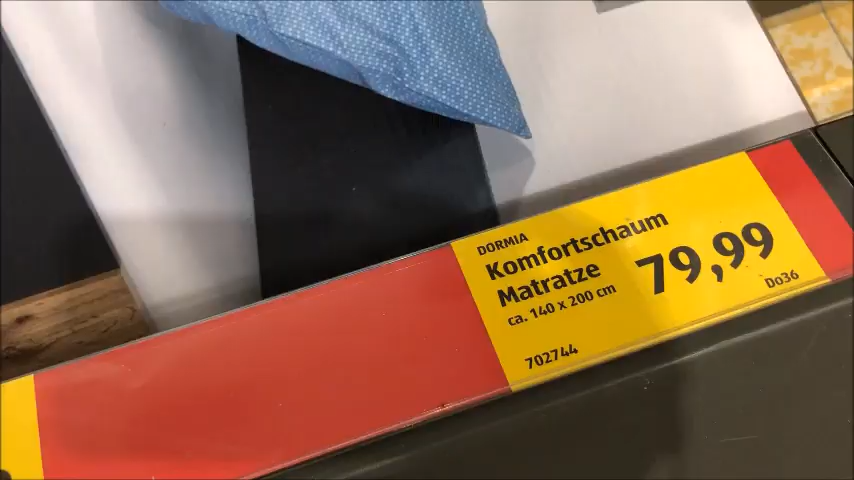 DORMIA
Komfortschaum
Matratze
ca. 140 x 200 cm
79,99
Do36
702744